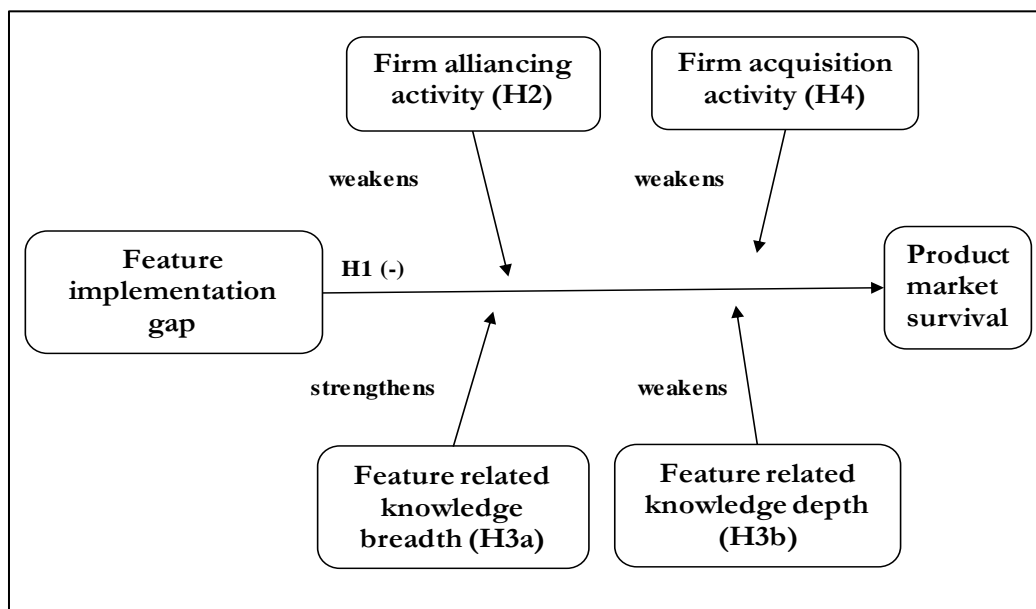 Firm alliancing
activity (H2)
Firm acquisition
activity (H4)
weakens
weakens
Feature
implementation
gap
H1 (-)
Product
market
survival
strengthens
weakens
Feature related
knowledge
breadth (H3a)
Feature related
knowledge depth
(H3b)